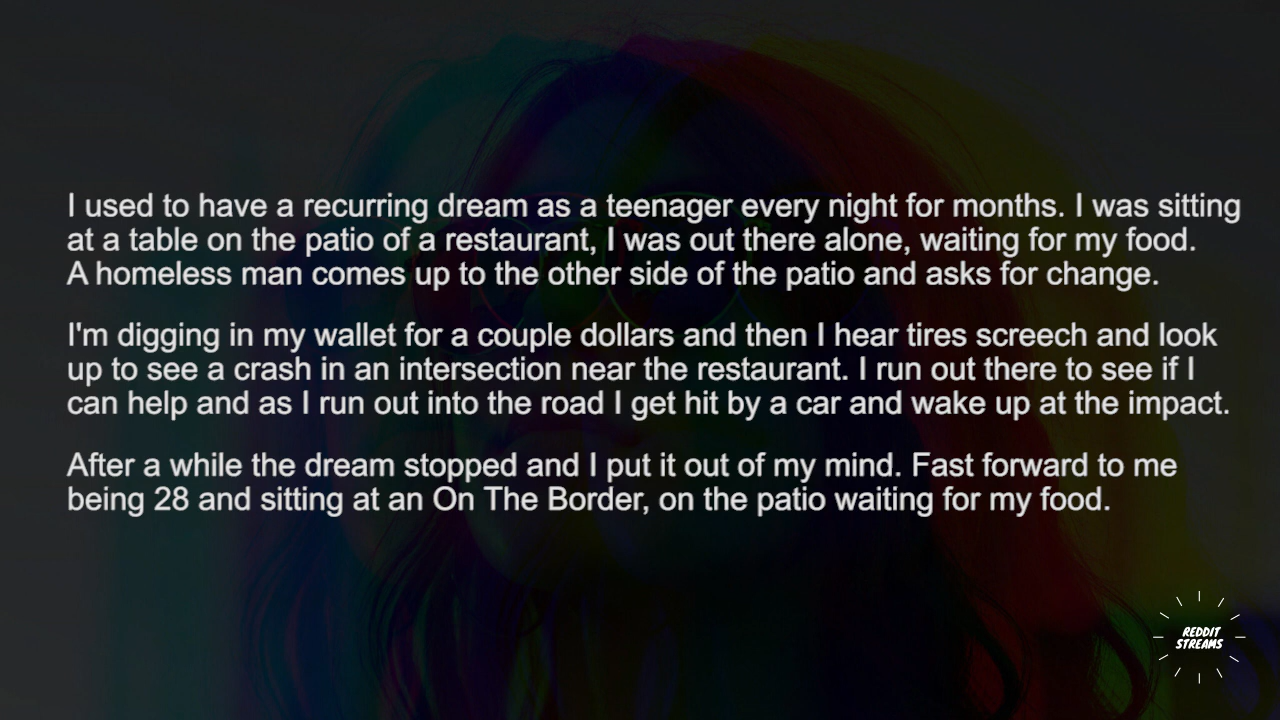 I used to have a recurring dream as a teenager every night for months. I was sitting
at a table on the patio of a restaurant, I was out there alone, waiting for my food.
A homeless man comes up to the other side of the patio and asks for change.
I'm digging in my wallet for a couple dollars and then I hear tires screech and look
up to see a crash in an intersection near the restaurant. I run out there to see if I
can help and as I run out into the road I get hit by a car and wake up at the impact.
After a while the dream stopped and I put it out of my mind. Fast forward to me
being 28 and sitting at an On The Border, on the patio waiting for my food.
REDDIT
STREAMS